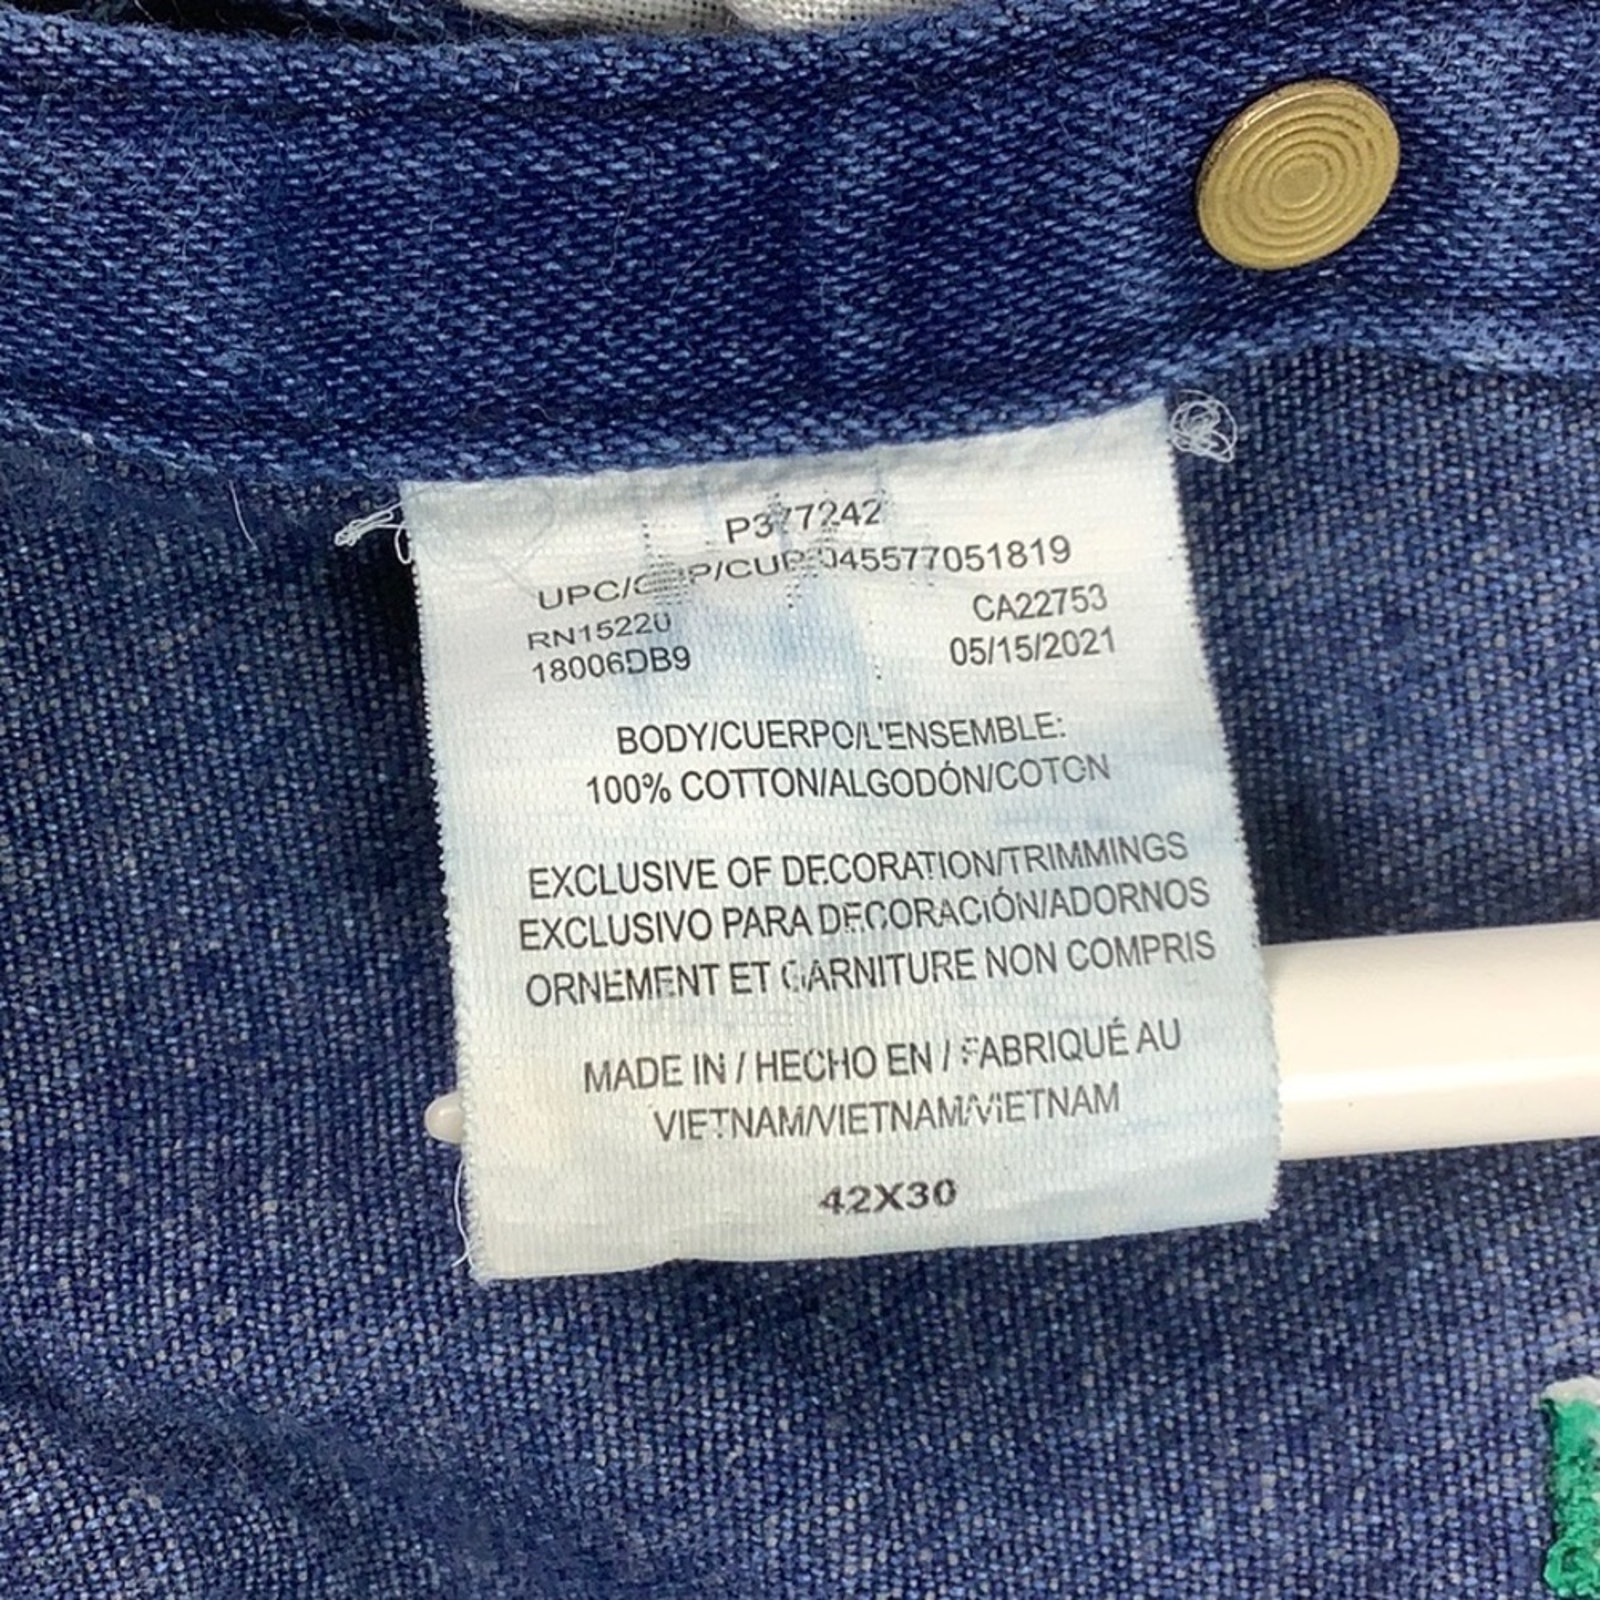 P377242
UPC/CUP/CUP 045577051819
RN15220 CA22753
18006DB9 05/15/2021
BODY/CUERPO/L'ENSEMBLE:
100% COTTON/ALGODÓN/COTON
EXCLUSIVE OF DECORATION/TRIMMINGS
EXCLUSIVO PARA DECORACIÓN/ADORNOS
ORNEMENT ET GARNITURE NON COMPRIS
MADE IN / HECHO EN / FABRIQUÉ AU
VIETNAM/VIETNAM/VIETNAM
42X30